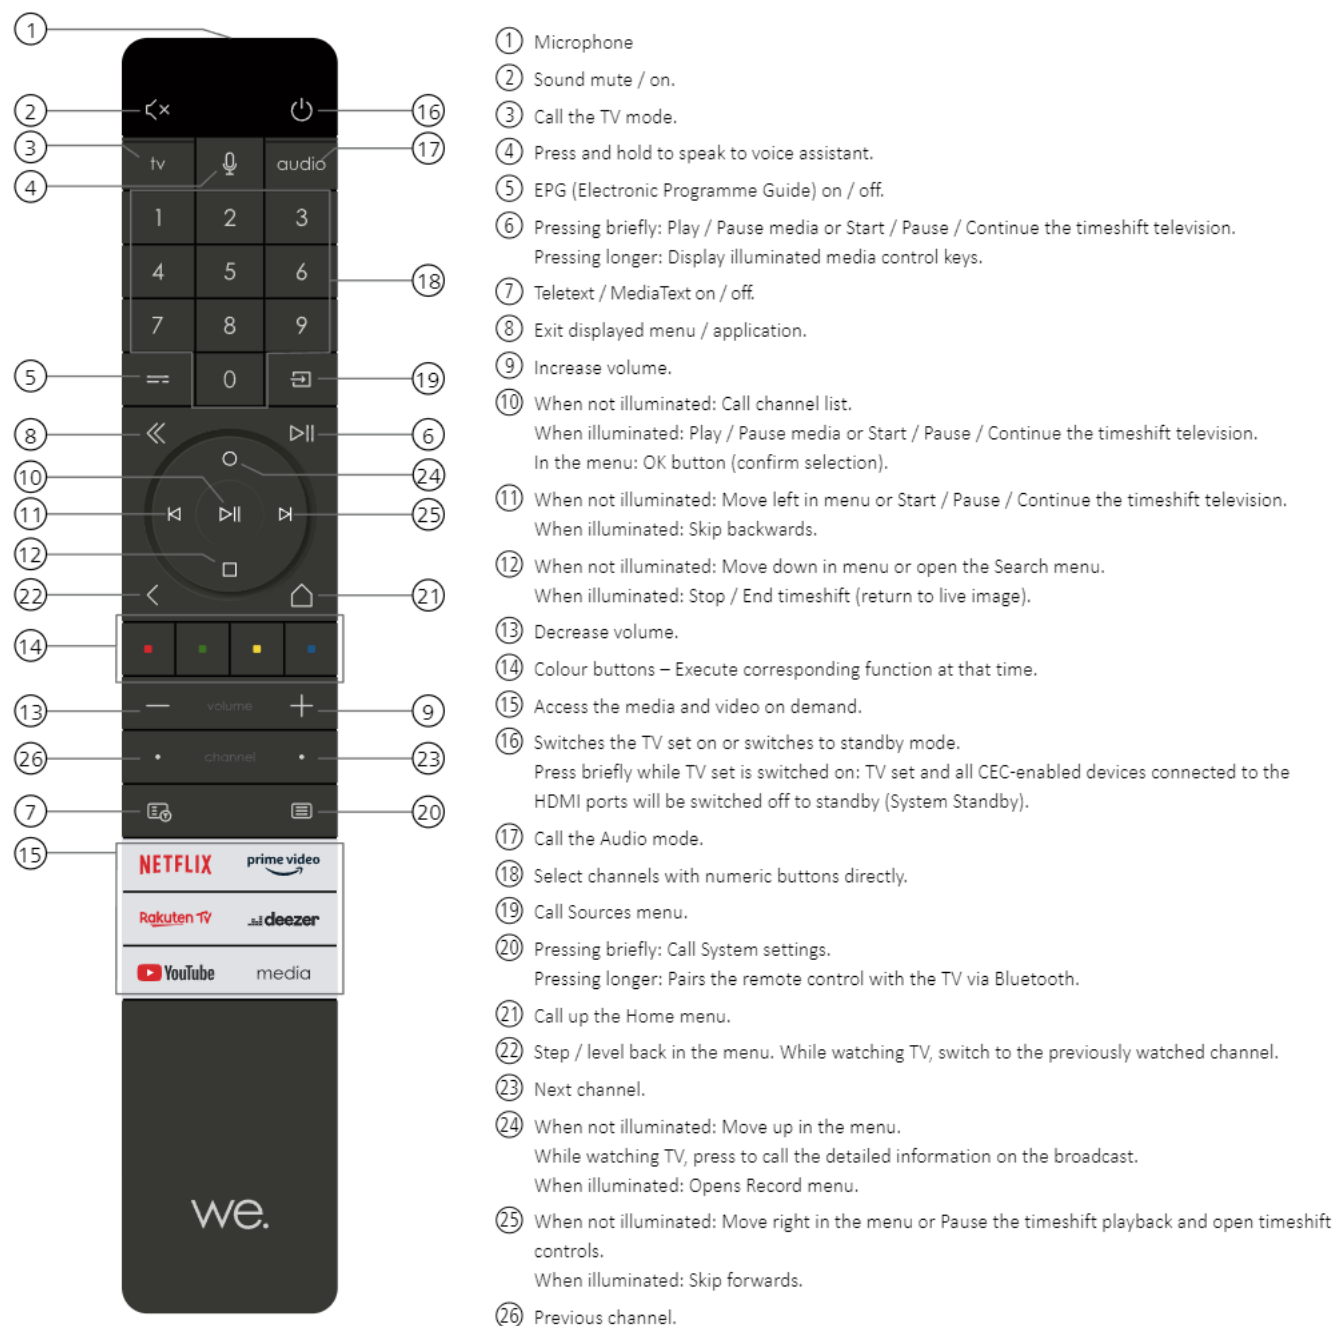 1
2
16
3
17
4
tv
audio
1 2 3
4 5 6
18
7 8 9
5
0
19
8
6
10
24
11
25
12
22
21
14
13
volume
9
26
channel
23
7
20
15
NETFLIX prime video
Rakuten TV deezer
YouTube media
we.
1 Microphone
2 Sound mute / on.
3 Call the TV mode.
4 Press and hold to speak to voice assistant.
5 EPG (Electronic Programme Guide) on / off.
6 Pressing briefly: Play / Pause media or Start / Pause / Continue the timeshift television.
Pressing longer: Display illuminated media control keys.
7 Teletext / MediaText on / off.
8 Exit displayed menu / application.
9 Increase volume.
10 When not illuminated: Call channel list.
When illuminated: Play / Pause media or Start / Pause / Continue the timeshift television.
In the menu: OK button (confirm selection).
11 When not illuminated: Move left in menu or Start / Pause / Continue the timeshift television.
When illuminated: Skip backwards.
12 When not illuminated: Move down in menu or open the Search menu.
When illuminated: Stop / End timeshift (return to live image).
13 Decrease volume.
14 Colour buttons – Execute corresponding function at that time.
15 Access the media and video on demand.
16 Switches the TV set on or switches to standby mode.
Press briefly while TV set is switched on: TV set and all CEC-enabled devices connected to the
HDMI ports will be switched off to standby (System Standby).
17 Call the Audio mode.
18 Select channels with numeric buttons directly.
19 Call Sources menu.
20 Pressing briefly: Call System settings.
Pressing longer: Pairs the remote control with the TV via Bluetooth.
21 Call up the Home menu.
22 Step / level back in the menu. While watching TV, switch to the previously watched channel.
23 Next channel.
24 When not illuminated: Move up in the menu.
While watching TV, press to call the detailed information on the broadcast.
When illuminated: Opens Record menu.
25 When not illuminated: Move right in the menu or Pause the timeshift playback and open timeshift
controls.
When illuminated: Skip forwards.
26 Previous channel.